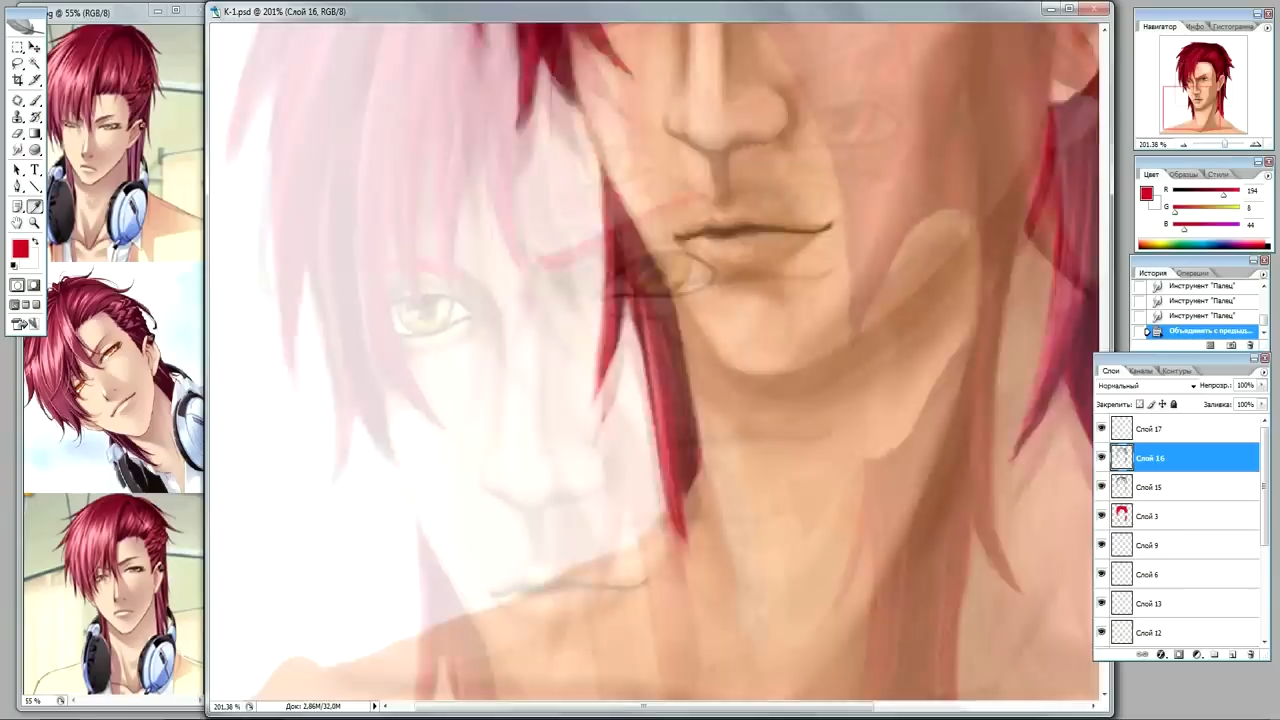 g @ 55% (RGB/8)
K-1.psd @ 201% (Слой 16, RGB/8)
Навигатор
Инфо
Гистограмма
201.38 %
Цвет
Образцы
Стили
R
194
G
8
B
44
История
Операции
Инструмент "Палец"
Инструмент "Палец"
Инструмент "Палец"
Объединить с предыд...
Слои
Каналы
Контуры
Нормальный
Непрозр.: 100%
Закрепить:
Заливка: 100%
Слой 17
Слой 16
Слой 15
Слой 3
Слой 9
Слой 6
Слой 13
Слой 12
55 %
201.38 %
Док: 2,86M/32,0M